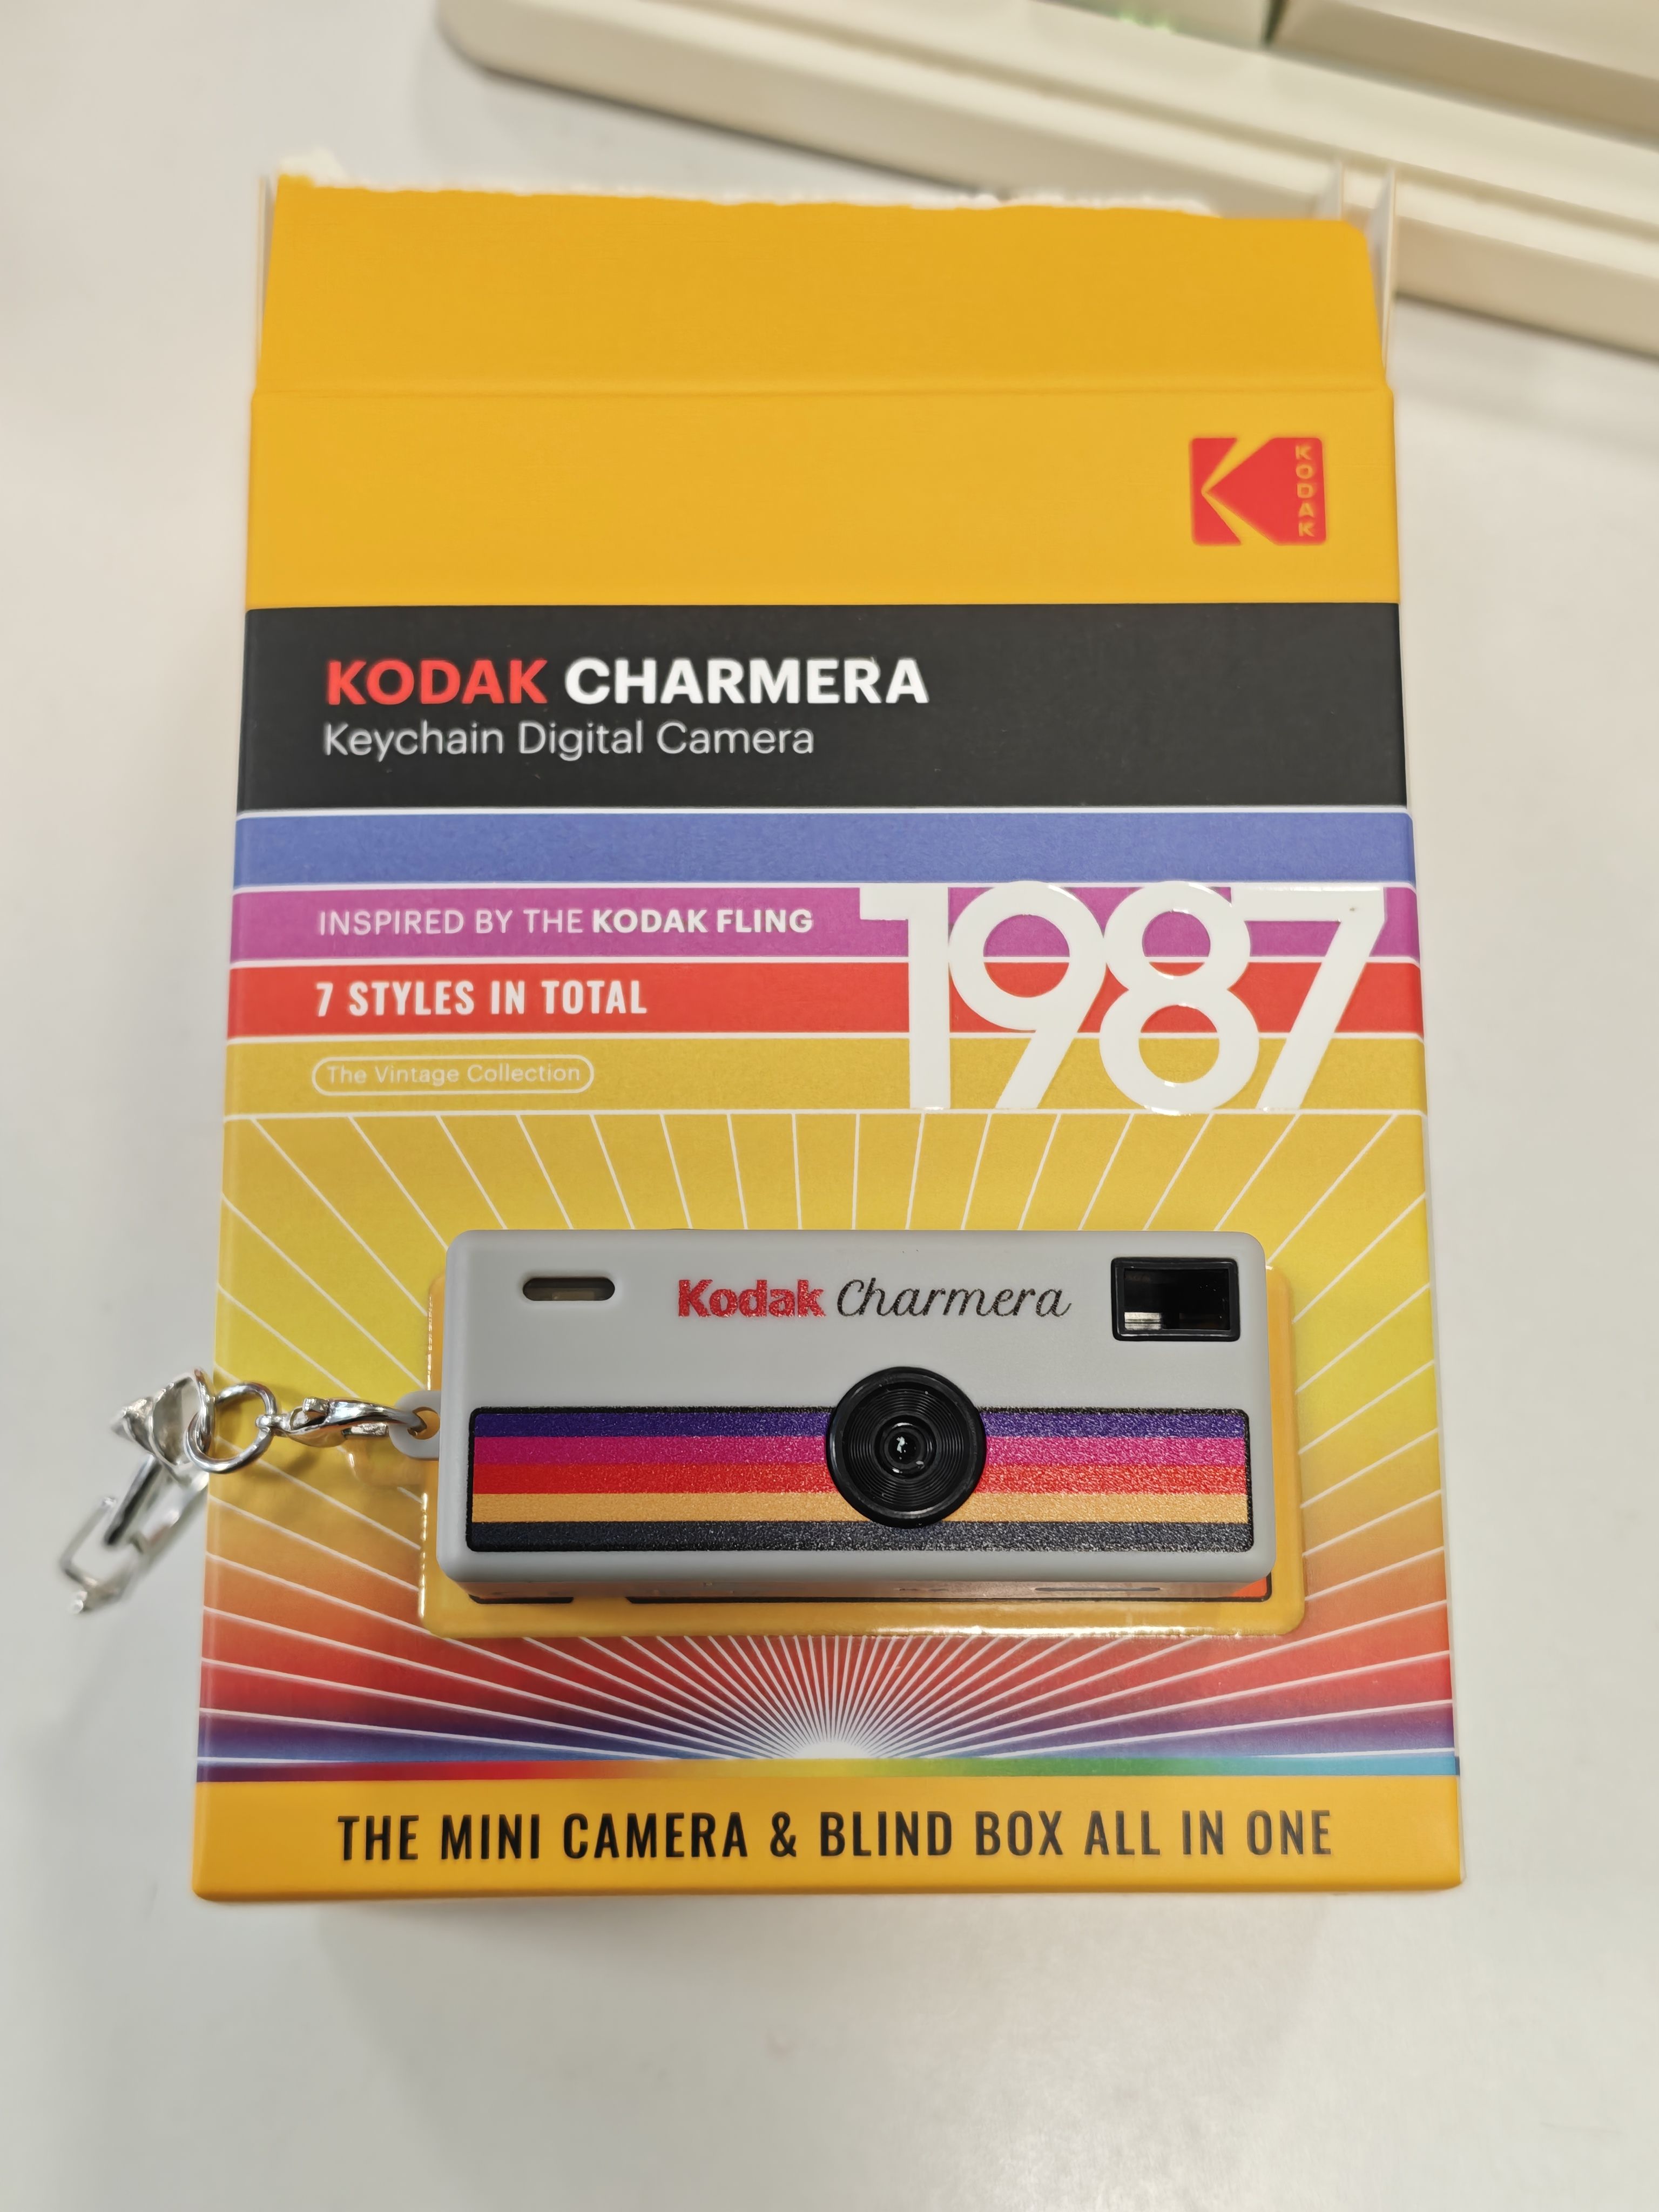 KODAK
KODAK CHARMERA
Keychain Digital Camera
INSPIRED BY THE KODAK FLING
1987
7 STYLES IN TOTAL
The Vintage Collection
Kodak Charmera
THE MINI CAMERA & BLIND BOX ALL IN ONE